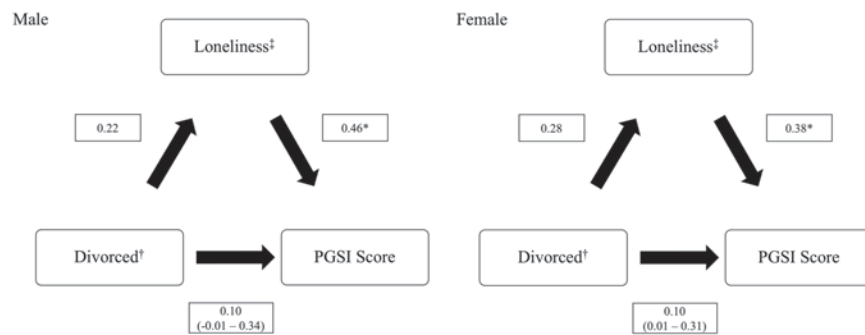 Male
Loneliness‡
0.22
0.46*
Divorced†
PGSI Score
0.10
(-0.01 – 0.34)
Female
Loneliness‡
0.28
0.38*
Divorced†
PGSI Score
0.10
(0.01 – 0.31)